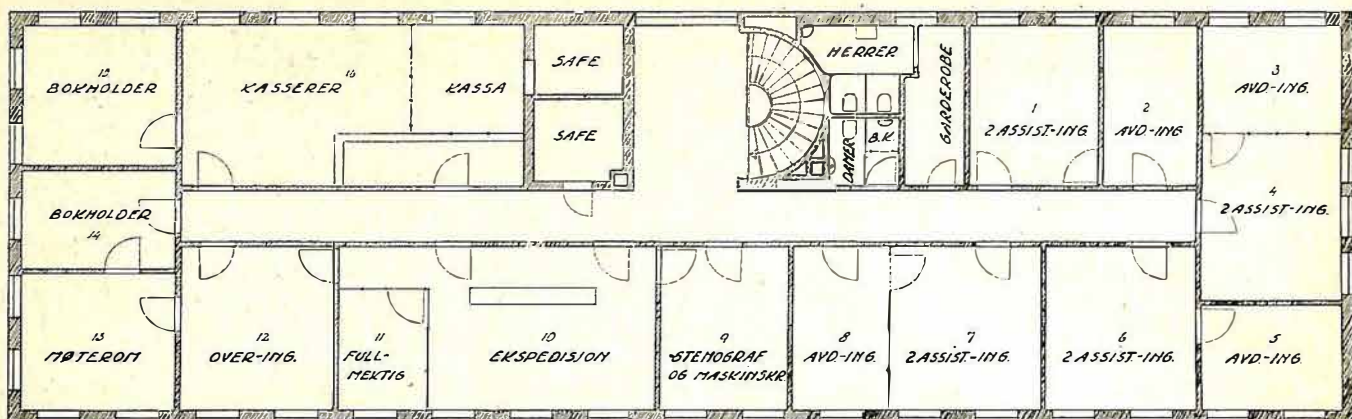 15
BOKHOLDER
16
KASSERER
KASSA
SAFE
SAFE
HERRER
DAMER
B.K.
GARDEROBE
1
2 ASSIST-ING.
2
AVD-ING
3
AVD-ING.
4
2 ASSIST-ING.
BOKHOLDER
14
13
MØTEROM
12
OVER-ING.
11
FULL-
MEKTIG
10
EKSPEDISJON
9
STENOGRAF
OG MASKINSKR.
8
AVD-ING.
7
2 ASSIST-ING.
6
2 ASSIST-ING.
5
AVD-ING.